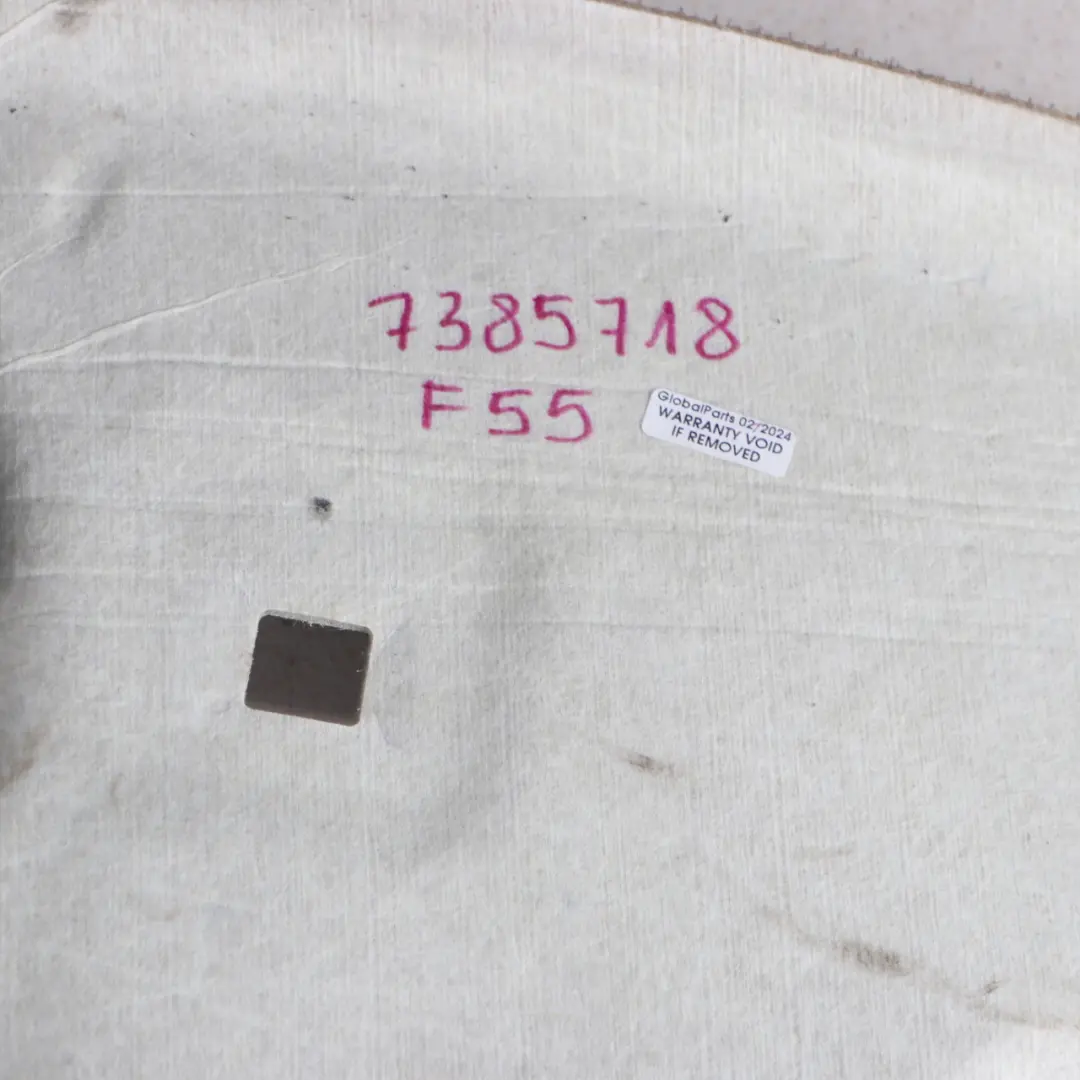 7385718
F55
GlobalParts 02/2024
WARRANTY VOID
IF REMOVED